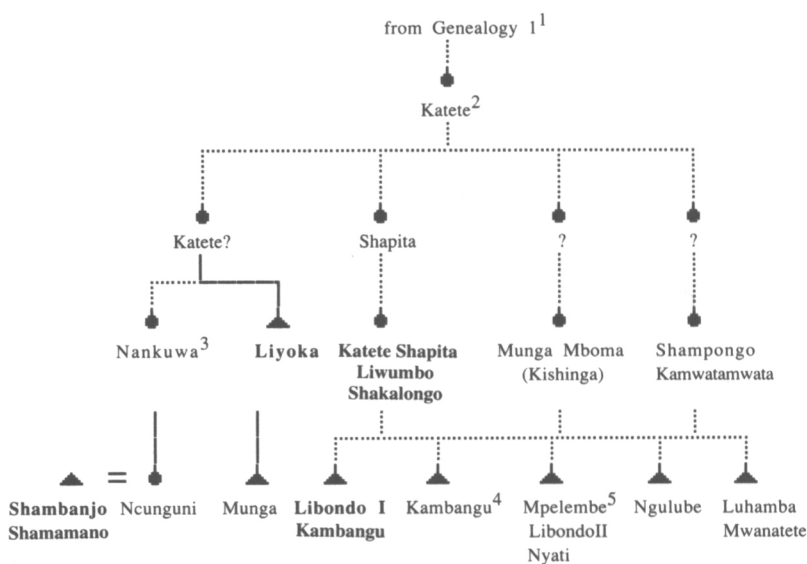 from Genealogy 1¹
Katete²
Katete? Shapita ? ?
Nankuwa³ Liyoka Katete Shapita Munga Mboma Shampongo
Liwumbo (Kishinga) Kamwatamwata
Shakalongo
=
Shambanjo Ncunguni Munga Libondo I Kambangu⁴ Mpelembe⁵ Ngulube Luhamba
Shamamano Kambangu LibondoII Mwanatete
Nyati